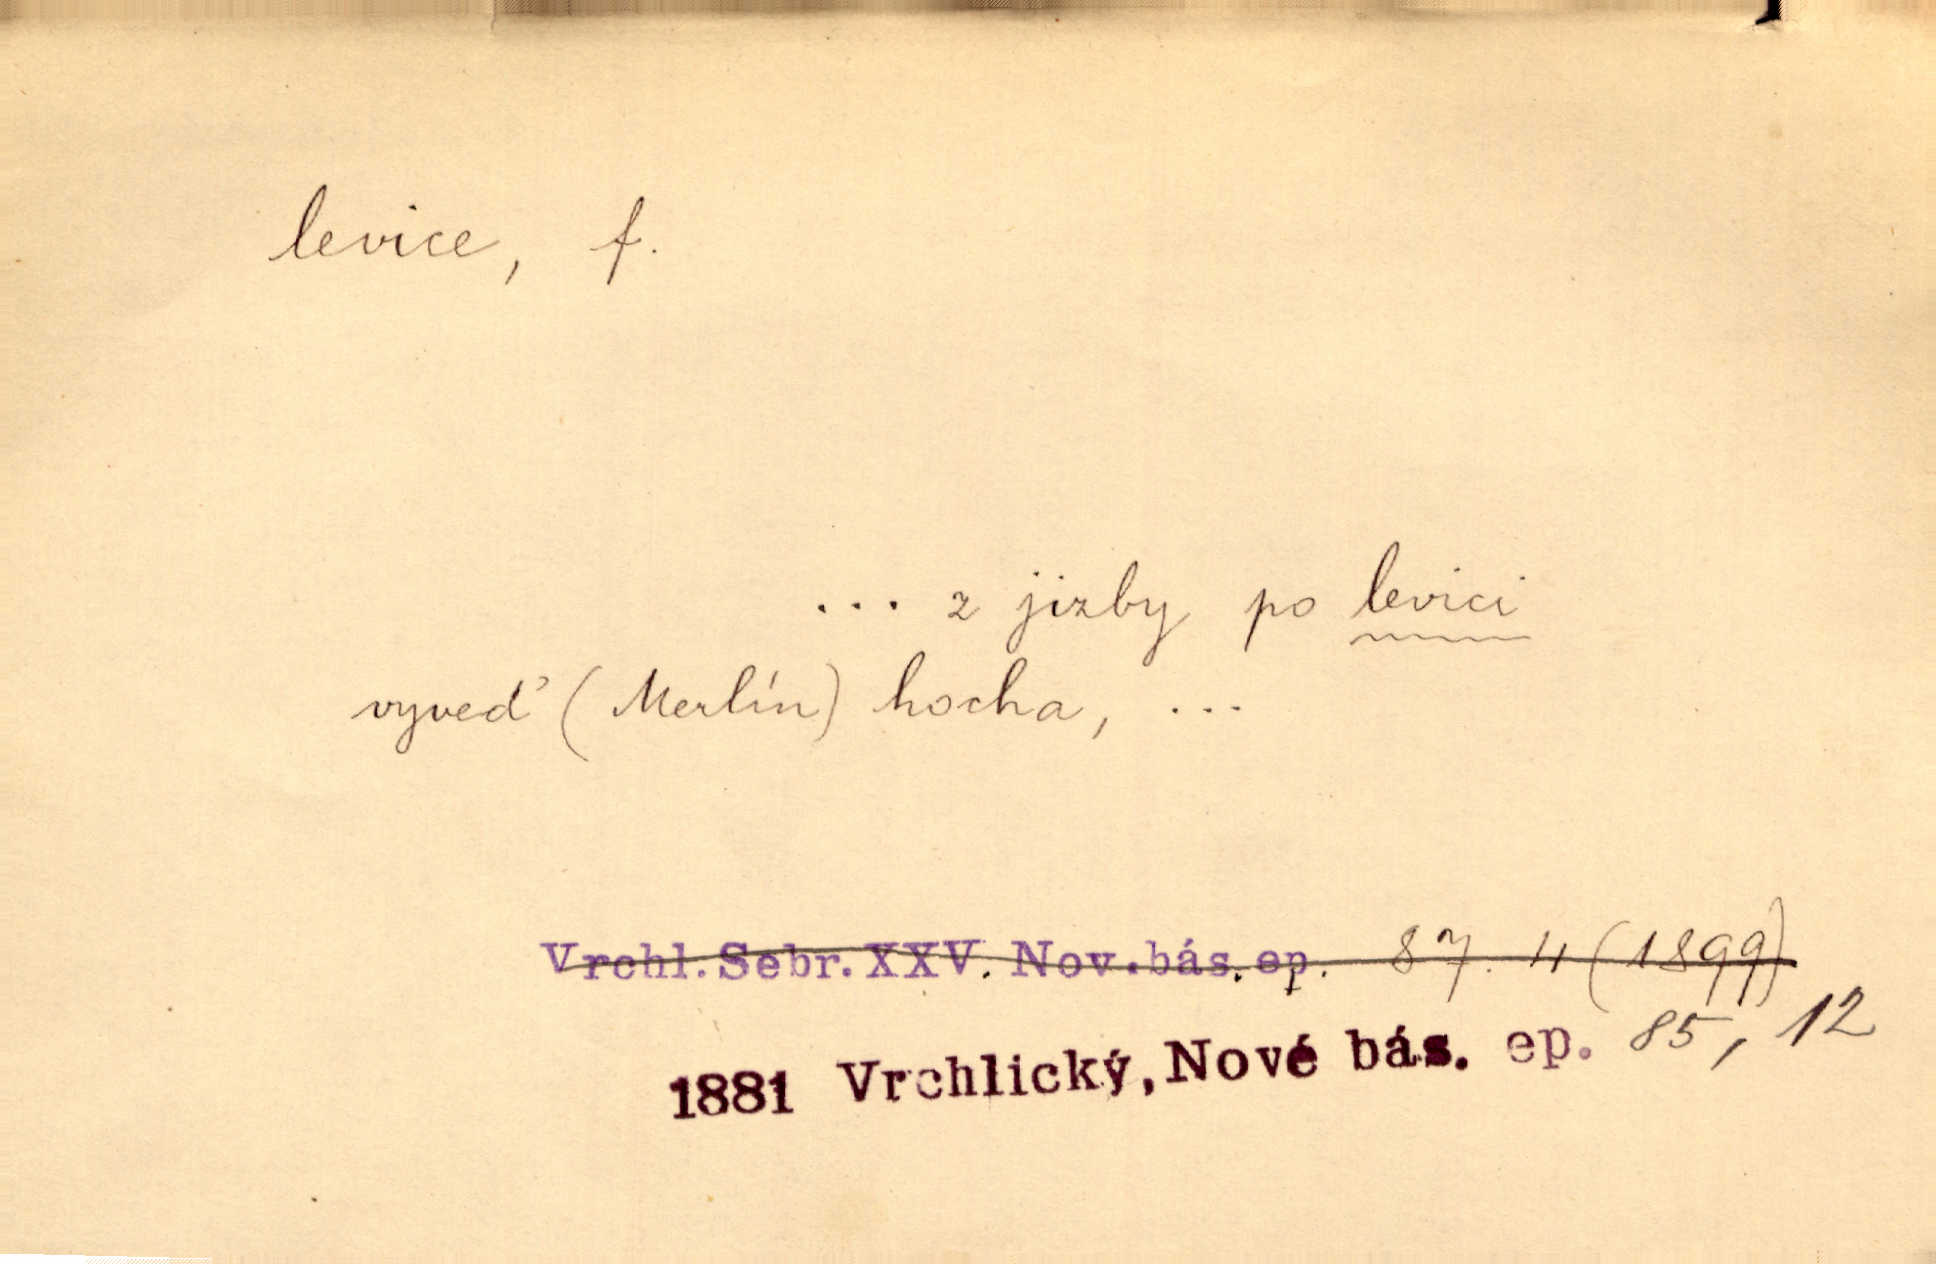 levice, f.
... z jizby po levici
vyveď (Merlín) hocha, ...
Vrchl. Sebr. XXV. Nov. bás. ep. 87. 4 (1899)
1881 Vrchlický, Nové bás. ep. 85, 12